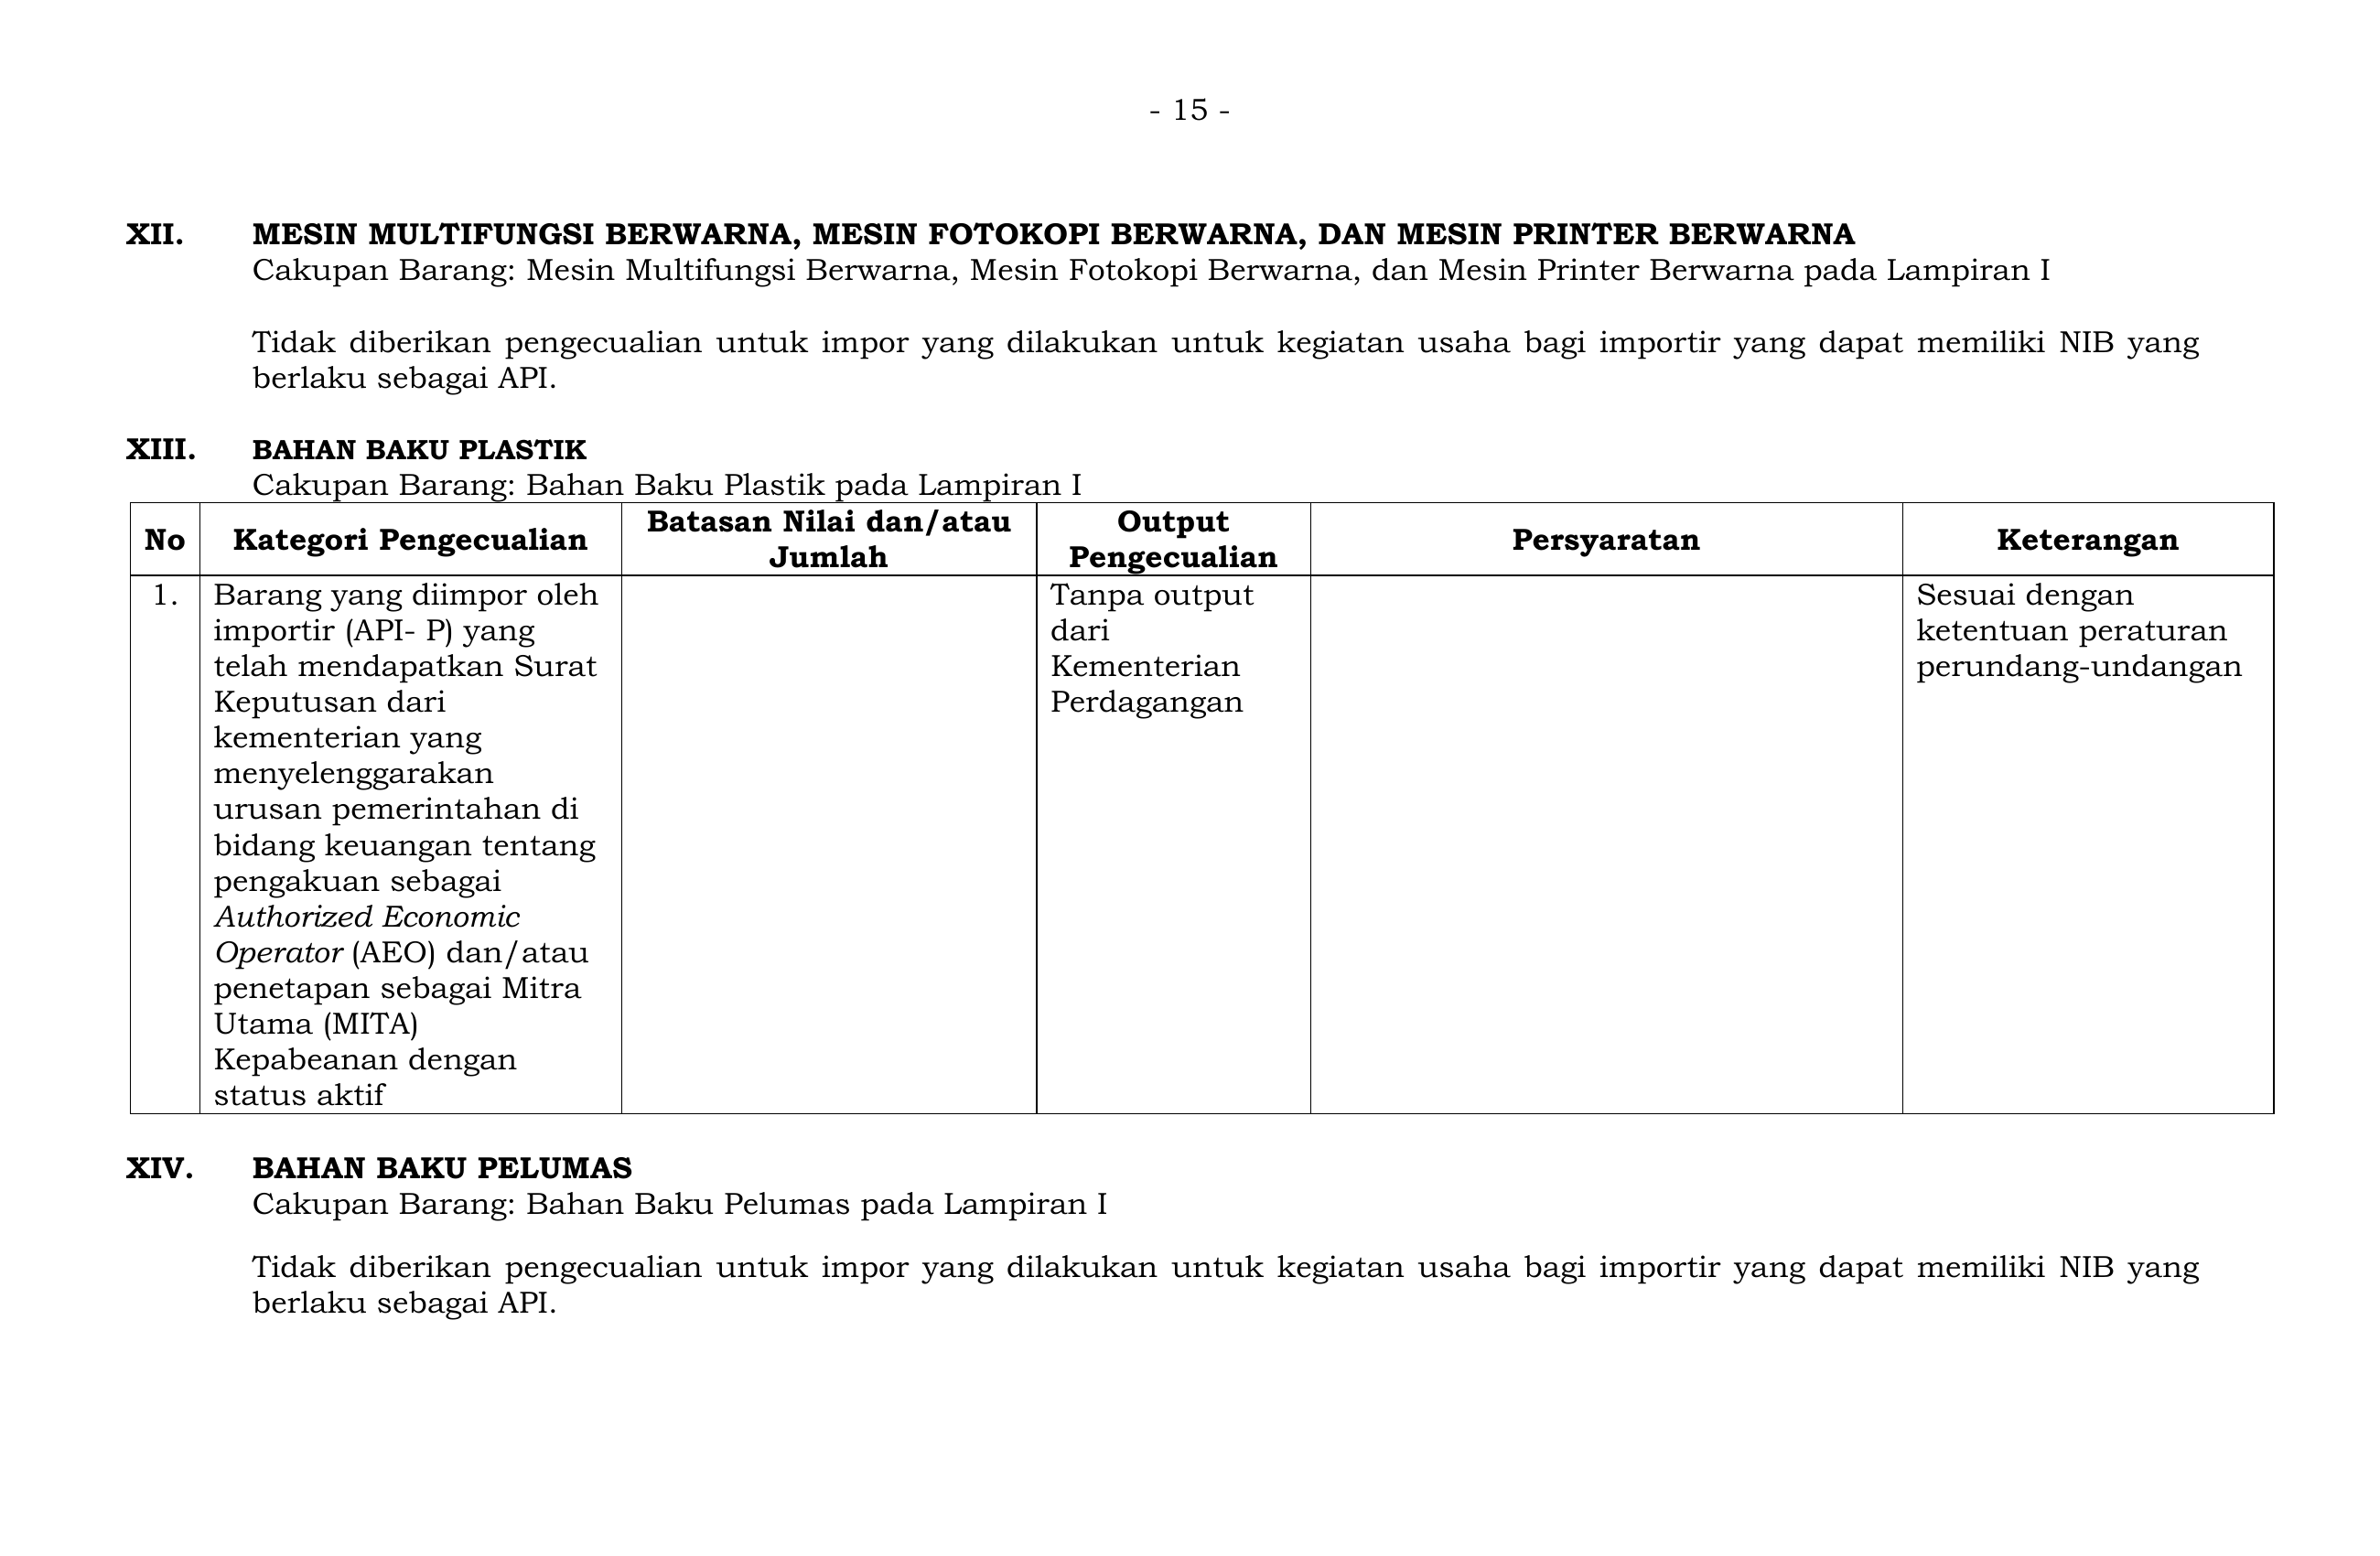 - 15 -
XII. MESIN MULTIFUNGSI BERWARNA, MESIN FOTOKOPI BERWARNA, DAN MESIN PRINTER BERWARNA
Cakupan Barang: Mesin Multifungsi Berwarna, Mesin Fotokopi Berwarna, dan Mesin Printer Berwarna pada Lampiran I
Tidak diberikan pengecualian untuk impor yang dilakukan untuk kegiatan usaha bagi importir yang dapat memiliki NIB yang
berlaku sebagai API.
XIII. BAHAN BAKU PLASTIK
Cakupan Barang: Bahan Baku Plastik pada Lampiran I
No
Kategori Pengecualian
Batasan Nilai dan/atau
Jumlah
Output
Pengecualian
Persyaratan
Keterangan
1.
Barang yang diimpor oleh
importir (API- P) yang
telah mendapatkan Surat
Keputusan dari
kementerian yang
menyelenggarakan
urusan pemerintahan di
bidang keuangan tentang
pengakuan sebagai
Authorized Economic
Operator (AEO) dan/atau
penetapan sebagai Mitra
Utama (MITA)
Kepabeanan dengan
status aktif
Tanpa output
dari
Kementerian
Perdagangan
Sesuai dengan
ketentuan peraturan
perundang-undangan
XIV. BAHAN BAKU PELUMAS
Cakupan Barang: Bahan Baku Pelumas pada Lampiran I
Tidak diberikan pengecualian untuk impor yang dilakukan untuk kegiatan usaha bagi importir yang dapat memiliki NIB yang
berlaku sebagai API.